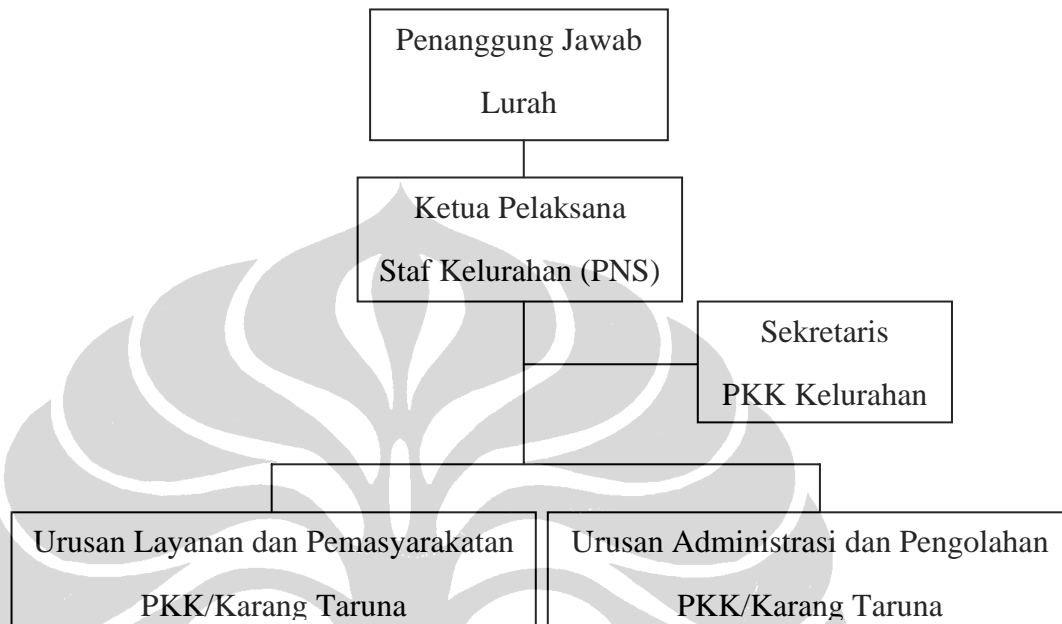 Penanggung Jawab
Lurah
Ketua Pelaksana
Staf Kelurahan (PNS)
Sekretaris
PKK Kelurahan
Urusan Layanan dan Pemasyarakatan
PKK/Karang Taruna
Urusan Administrasi dan Pengolahan
PKK/Karang Taruna